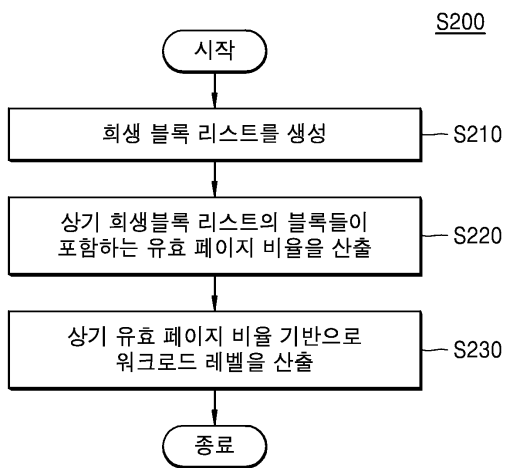 S200
시작
희생 블록 리스트를 생성
S210
상기 희생블록 리스트의 블록들이
포함하는 유효 페이지 비율을 산출
S220
상기 유효 페이지 비율 기반으로
워크로드 레벨을 산출
S230
종료